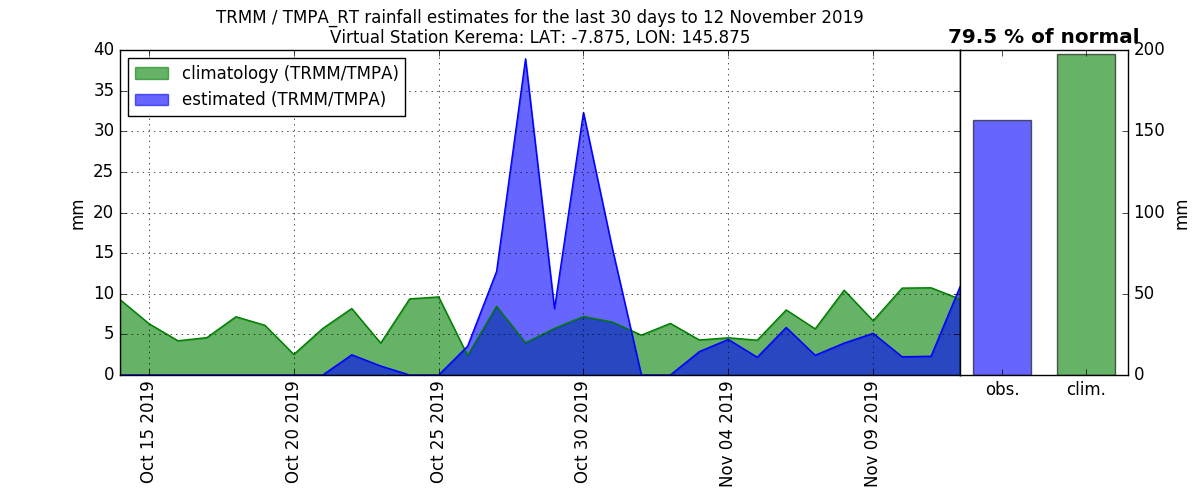 TRMM / TMPA_RT rainfall estimates for the last 30 days to 12 November 2019
Virtual Station Kerema: LAT: -7.875, LON: 145.875
79.5 % of normal
climatology (TRMM/TMPA)
estimated (TRMM/TMPA)
40
35
30
25
20
15
10
5
0
mm
200
150
100
50
0
mm
Oct 15 2019
Oct 20 2019
Oct 25 2019
Oct 30 2019
Nov 04 2019
Nov 09 2019
obs.
clim.